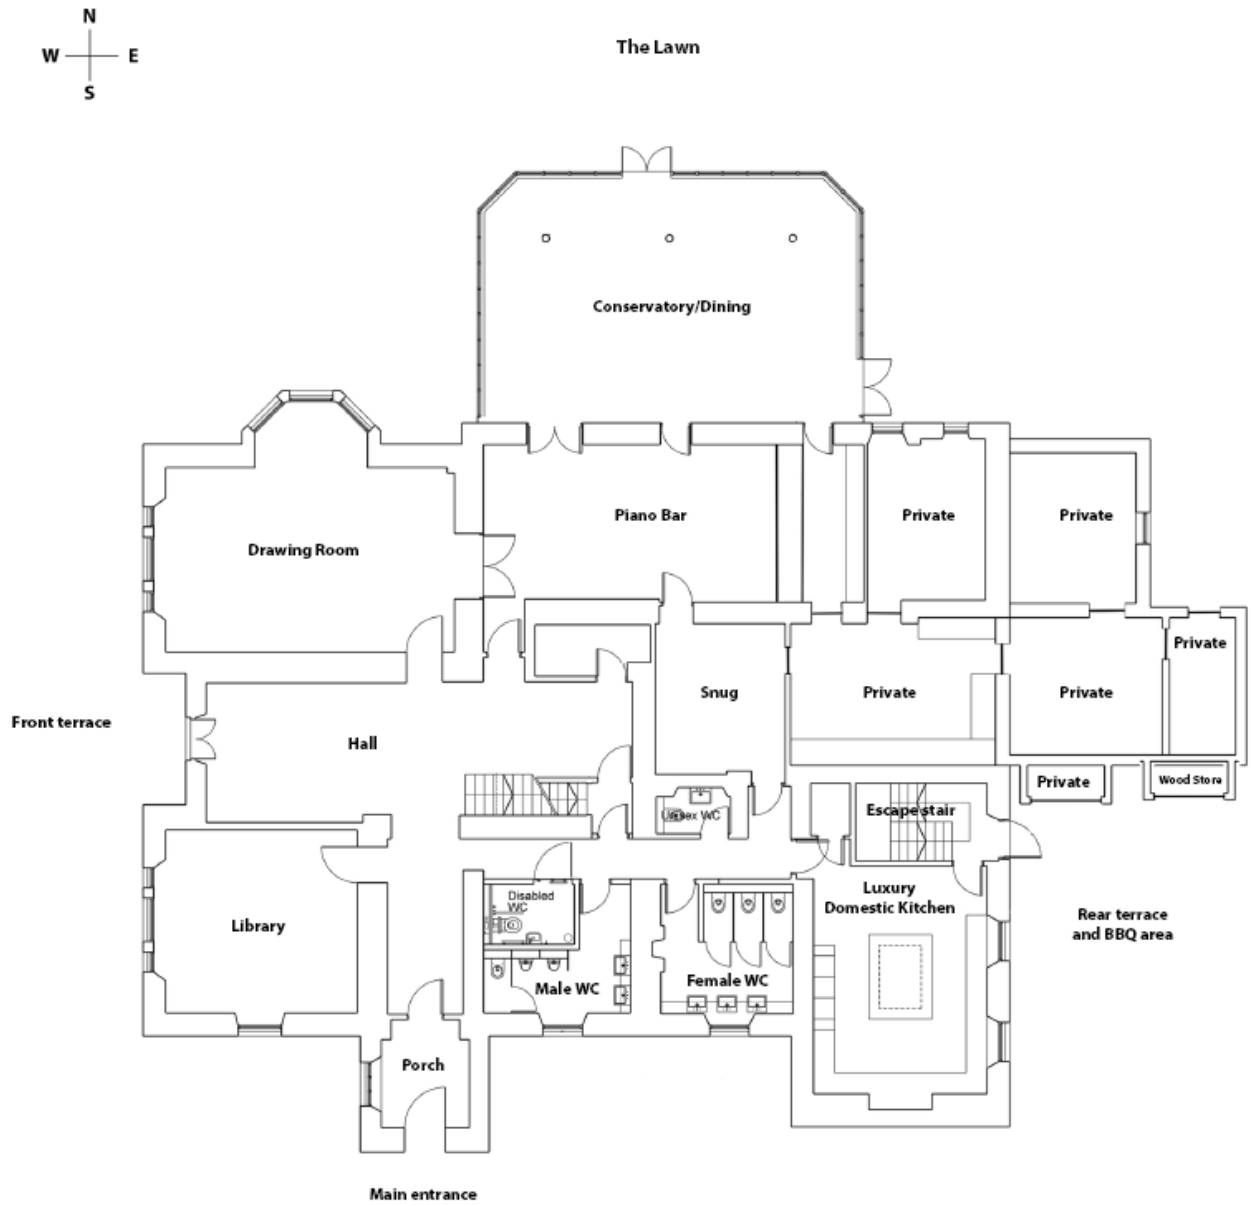 N
W E
S
The Lawn
Conservatory/Dining
Piano Bar
Private
Private
Drawing Room
Private
Snug
Private
Private
Front terrace
Hall
Private
Wood Store
Escape stair
Unisex WC
Luxury
Domestic Kitchen
Disabled
WC
Library
Rear terrace
and BBQ area
Male WC
Female WC
Porch
Main entrance